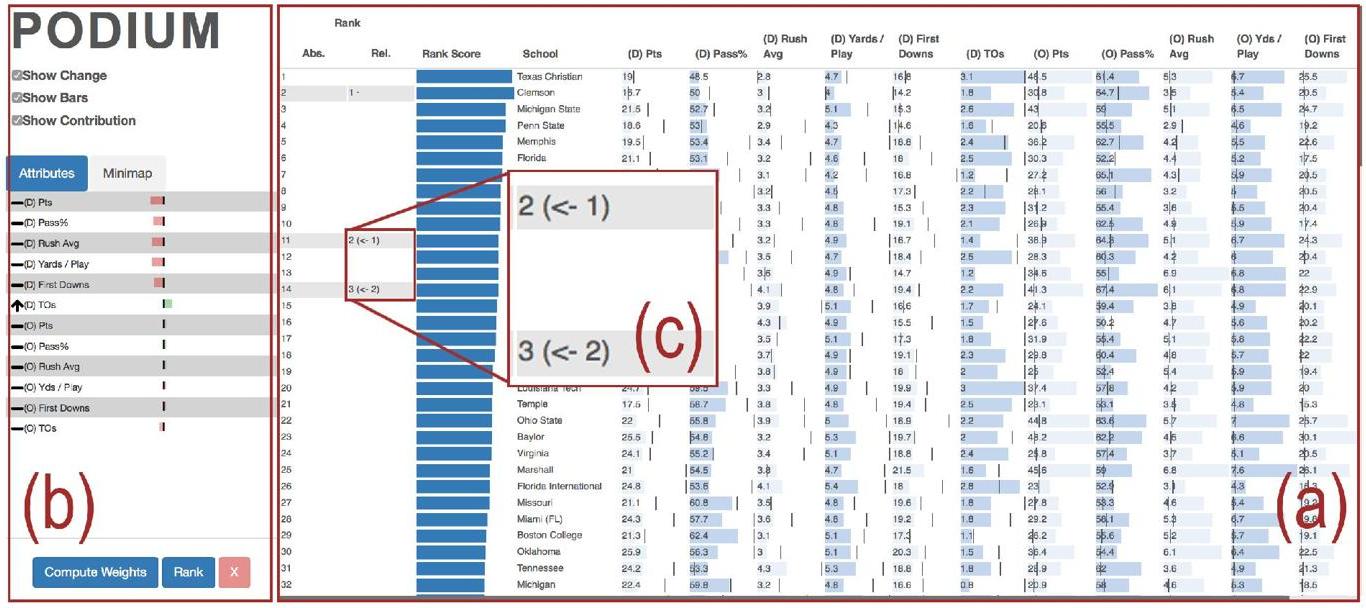 PODIUM
Show Change
Show Bars
Show Contribution
Attributes Minimap
(D) Pts
(D) Pass%
(D) Rush Avg
(D) Yards / Play
(D) First Downs
(D) TOs
(O) Pts
(O) Pass%
(O) Rush Avg
(O) Yds / Play
(O) First Downs
(O) TOs
(b)
Compute Weights Rank X
Rank
Abs. Rel. Rank Score School (D) Pts (D) Pass% (D) Rush Avg (D) Yards / Play (D) First Downs (D) TOs (O) Pts (O) Pass% (O) Rush Avg (O) Yds / Play (O) First Downs
1 Texas Christian 19 48.5 2.8 4.7 16.8 3.1 46.5 61.4 5.3 6.7 25.5
2 1 - Clemson 16.7 50 3 4 14.2 1.8 30.8 64.7 3.5 5.4 20.5
3 Michigan State 21.5 52.7 3.2 5.1 15.3 2.6 43 59 5.1 6.5 24.7
4 Penn State 18.6 53 2.9 4.3 14.6 1.6 20.6 55.5 2.9 4.6 19.2
5 Memphis 19.5 53.4 3.4 4.7 18.8 2.4 36.2 62.7 4.2 5.5 22.6
6 Florida 21.1 53.1 3.2 4.6 18 2.5 30.3 52.2 4.4 5.2 17.5
7 3.1 4.2 16.8 1.2 27.2 65.1 4.3 5.9 20.5
8 3.2 4.5 17.3 2.2 28.1 56 3.2 5 20.5
9 3.3 4.8 15.3 2.3 31.2 55.4 3.6 5.5 20.4
10 3.3 4.8 19.1 2.1 26.9 62.5 4.9 5.9 17.4
11 2 (<- 1) 3.2 4.9 16.7 1.4 36.9 64.3 5.1 6.7 24.3
12 3.5 4.7 18.4 2.5 28.3 60.3 4.2 6 20.4
13 3.6 4.9 14.7 1.2 34.6 55 6.9 6.8 22
14 3 (<- 2) 4.1 4.8 19.4 2.2 41.3 67.4 6.1 6.8 22.9
15 3.9 5.1 16.6 1.7 24.1 59.4 3.8 4.9 20.1
16 4.3 4.9 15.5 1.5 27.6 50.2 4.7 5.6 20.2
17 3.5 5.1 17.3 1.8 31.9 55.4 5.1 5.8 22.2
18 3.7 4.9 19.1 2.3 29.8 60.4 4.8 5.7 22
19 3.8 4.9 18 2 25 52.4 5.4 5.9 19.4
20 Louisiana Tech 24.7 59.5 3.3 4.9 19.9 3 37.4 57.8 4.2 5.9 20
21 Temple 17.5 58.7 3.8 4.8 19.4 2.5 23.1 53.1 3.5 4.8 15.3
22 Ohio State 22 55.8 3.9 5 18.9 2.2 44.8 63.6 5.7 7 25.7
23 Baylor 25.5 54.8 3.2 5.3 19.7 2 48.2 62.2 4.6 6.6 30.1
24 Virginia 24.1 55.2 3.4 5.1 18.8 2.4 25.8 57.4 3.7 5.1 20.5
25 Marshall 21 54.5 3.8 4.7 21.5 1.6 45.6 59 6.8 7.6 26.1
26 Florida International 24.8 53.6 4.1 5.4 18 2.8 23 52.9 3.1 4.3
27 Missouri 21.1 60.8 3.5 4.8 19.6 1.8 27.8 53.3 4.6 5.4
28 Miami (FL) 24.3 57.7 3.6 4.6 19.2 1.8 29.2 58.1 5.3 6.7
29 Boston College 21.3 62.4 3.1 5.1 17.3 1.1 26.2 55.6 5.2 5.7 19.1
30 Oklahoma 25.9 56.3 3 5.1 20.3 1.5 36.4 54.4 6.1 6.4 22.5
31 Tennessee 24.2 53.3 4.3 5.3 18.8 1.8 28.9 62 3.6 4.9 21.3
32 Michigan 22.4 59.8 3.2 4.8 16.6 0.8 20.9 58 4.6 5.3 18.5
2 (<- 1)
3 (<- 2)
(c)
(a)